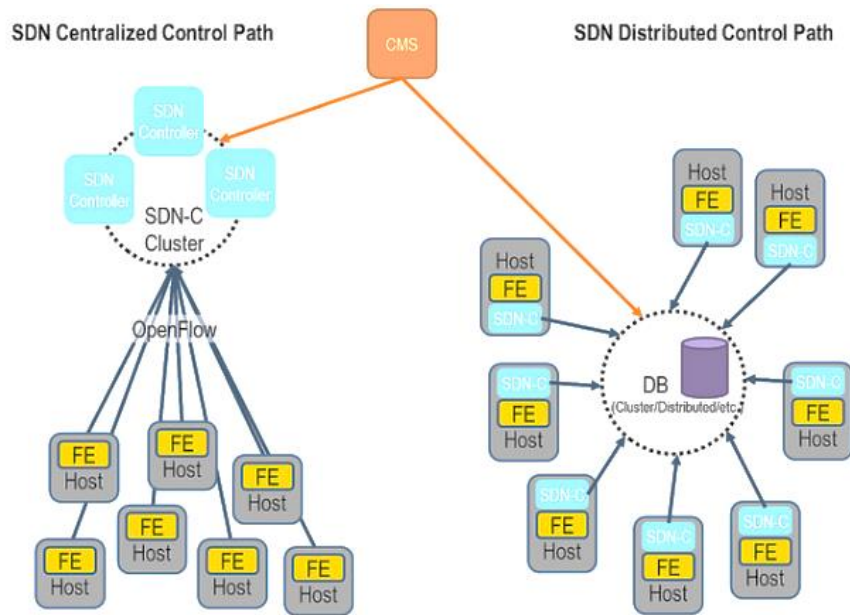 SDN Centralized Control Path
CMS
SDN Distributed Control Path
SDN
Controller
SDN
Controller
SDN
Controller
SDN-C
Cluster
OpenFlow
FE
Host
FE
Host
FE
Host
FE
Host
FE
Host
FE
Host
FE
Host
Host
FE
SDN-C
Host
FE
SDN-C
Host
FE
SDN-C
DB
(Cluster/Distributed/etc.)
SDN-C
FE
Host
SDN-C
FE
Host
SDN-C
FE
Host
SDN-C
FE
Host
SDN-C
FE
Host